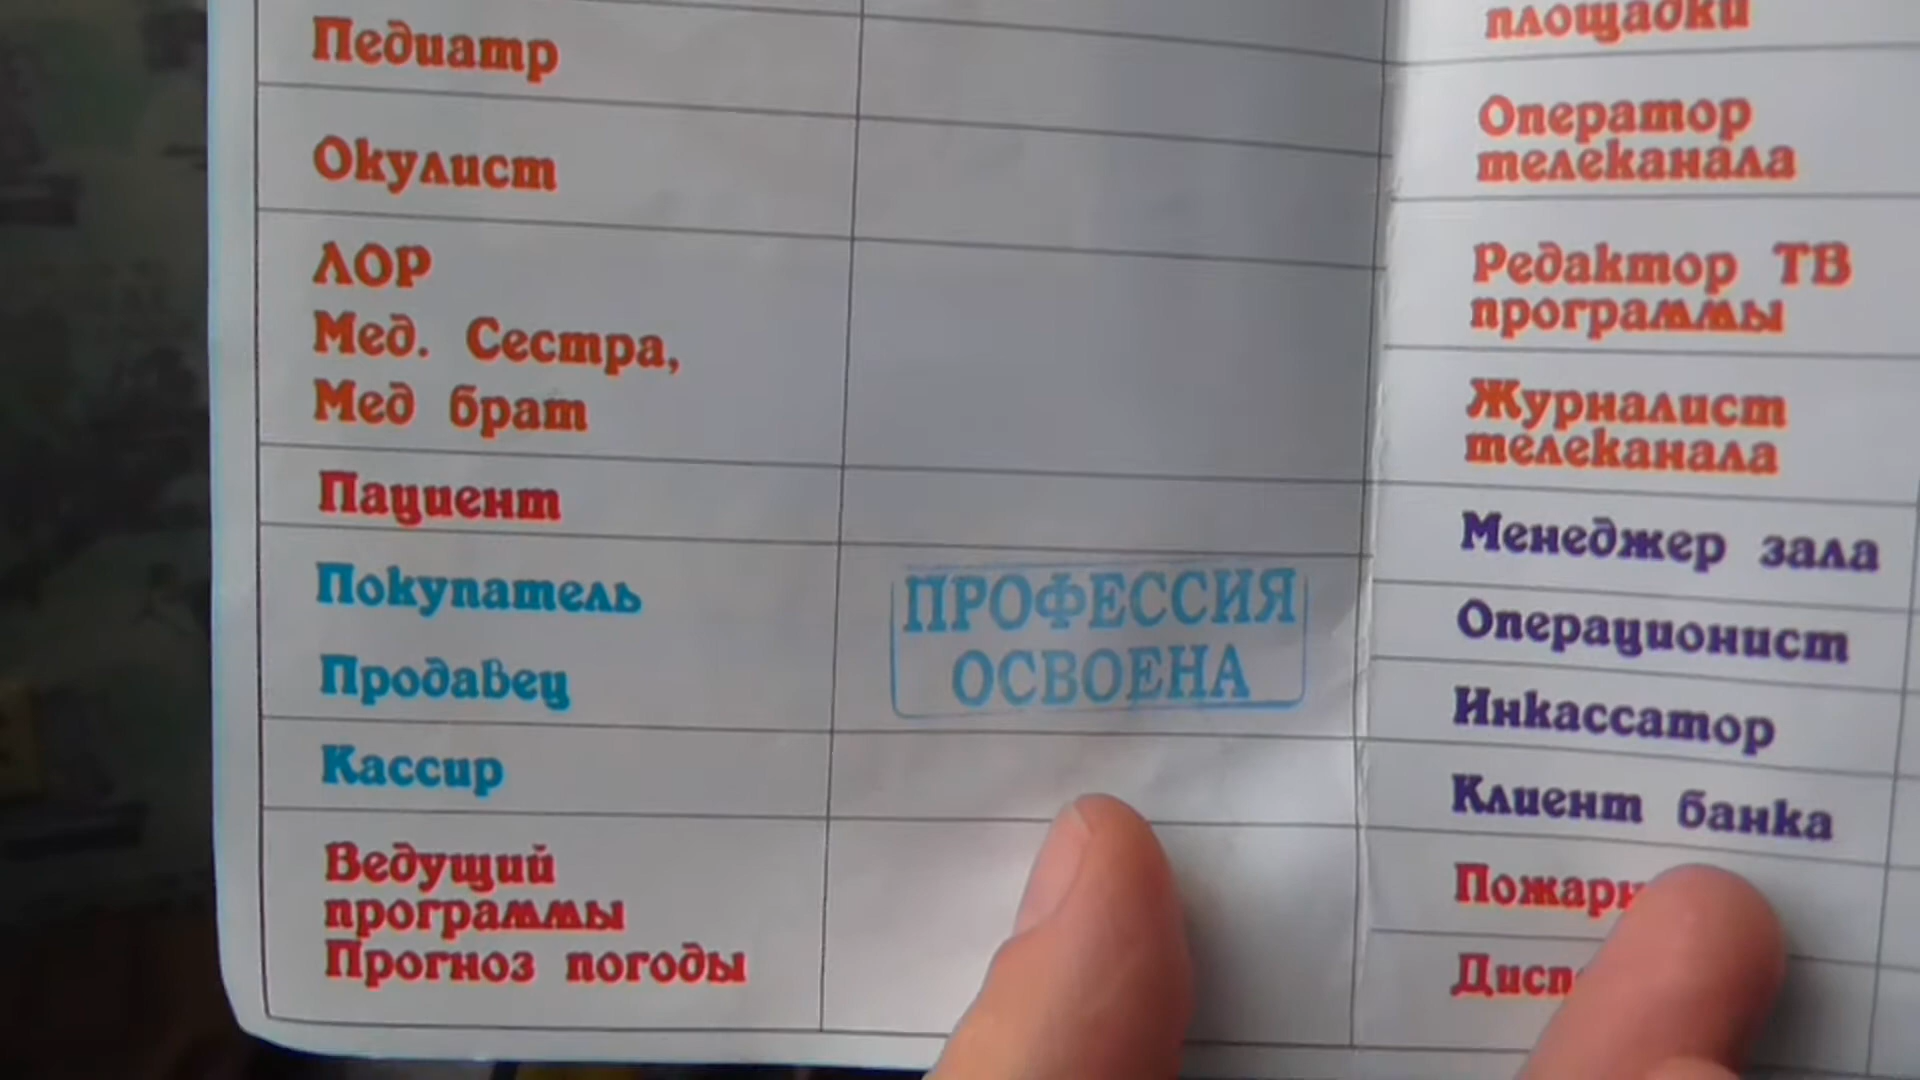 Педиатр
Окулист
ЛОР
Мед. Сестра,
Мед брат
Пациент
Покупатель
Продавец
ПРОФЕССИЯ
ОСВОЕНА
Кассир
Ведущий
программы
Прогноз погоды
площадки
Оператор
телеканала
Редактор ТВ
программы
Журналист
телеканала
Менеджер зала
Операционист
Инкассатор
Клиент банка